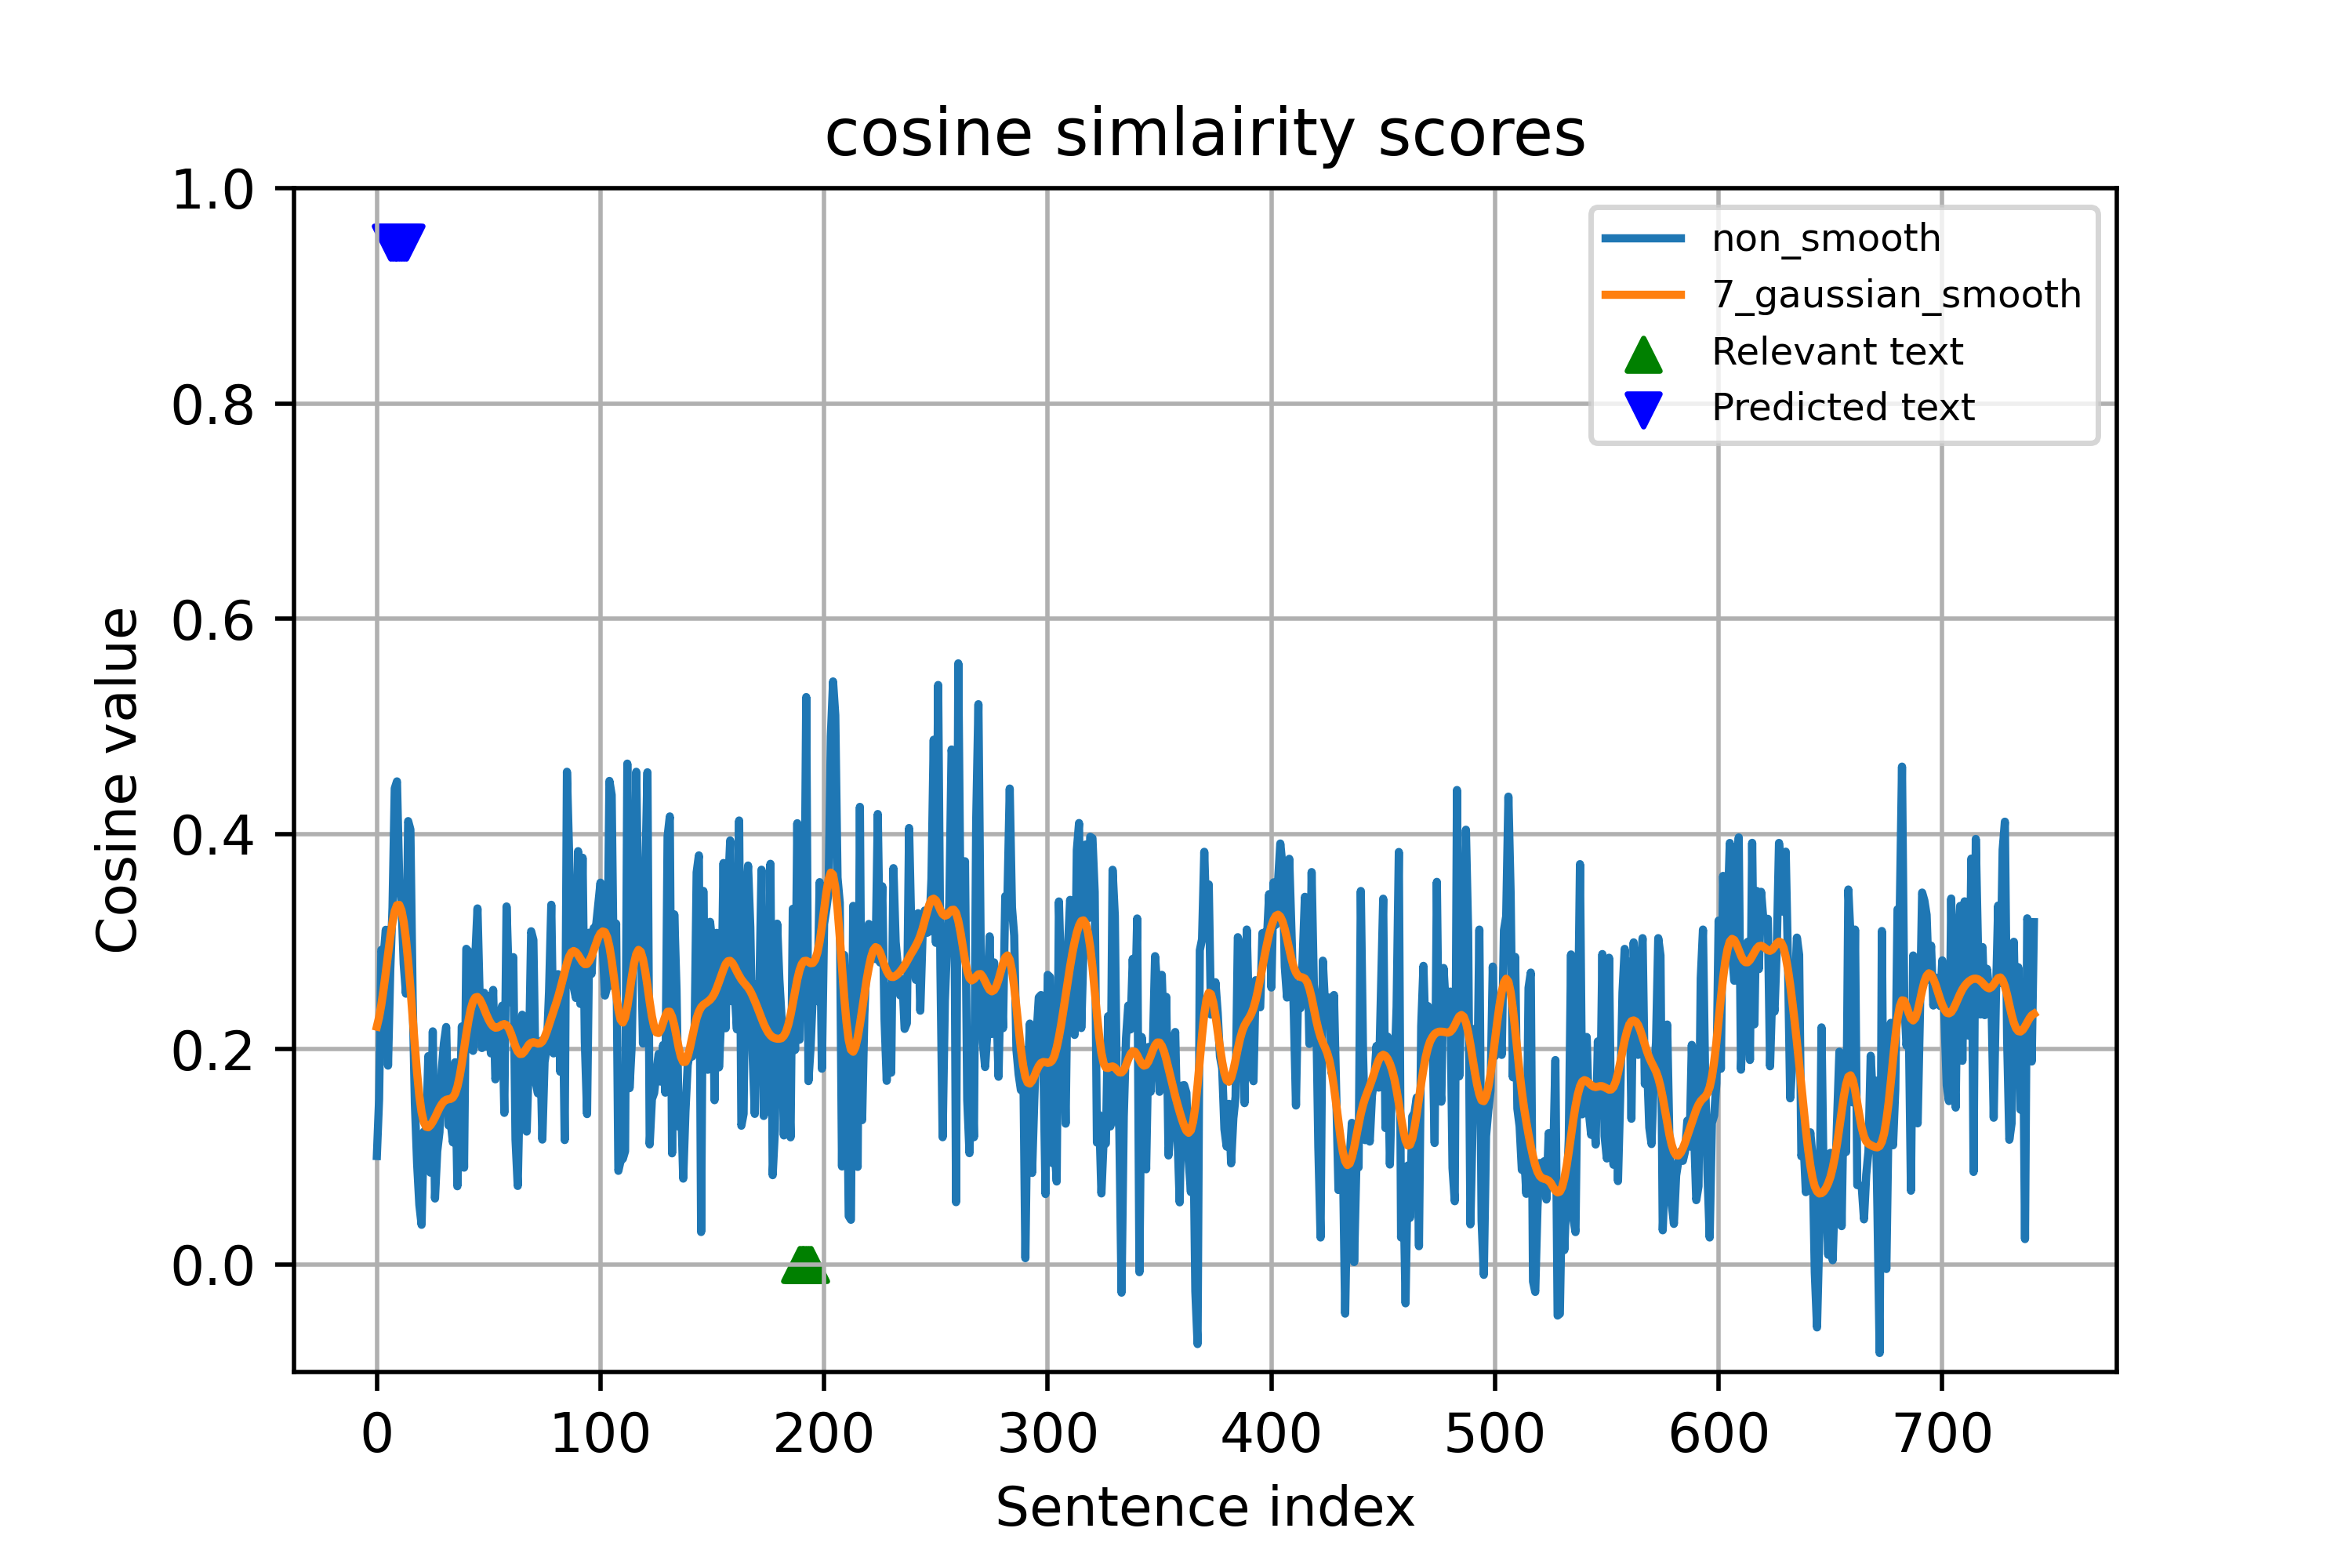 cosine simlairity scores
1.0
0.8
0.6
0.4
0.2
0.0
Cosine value
non_smooth
7_gaussian_smooth
Relevant text
Predicted text
0 100 200 300 400 500 600 700
Sentence index